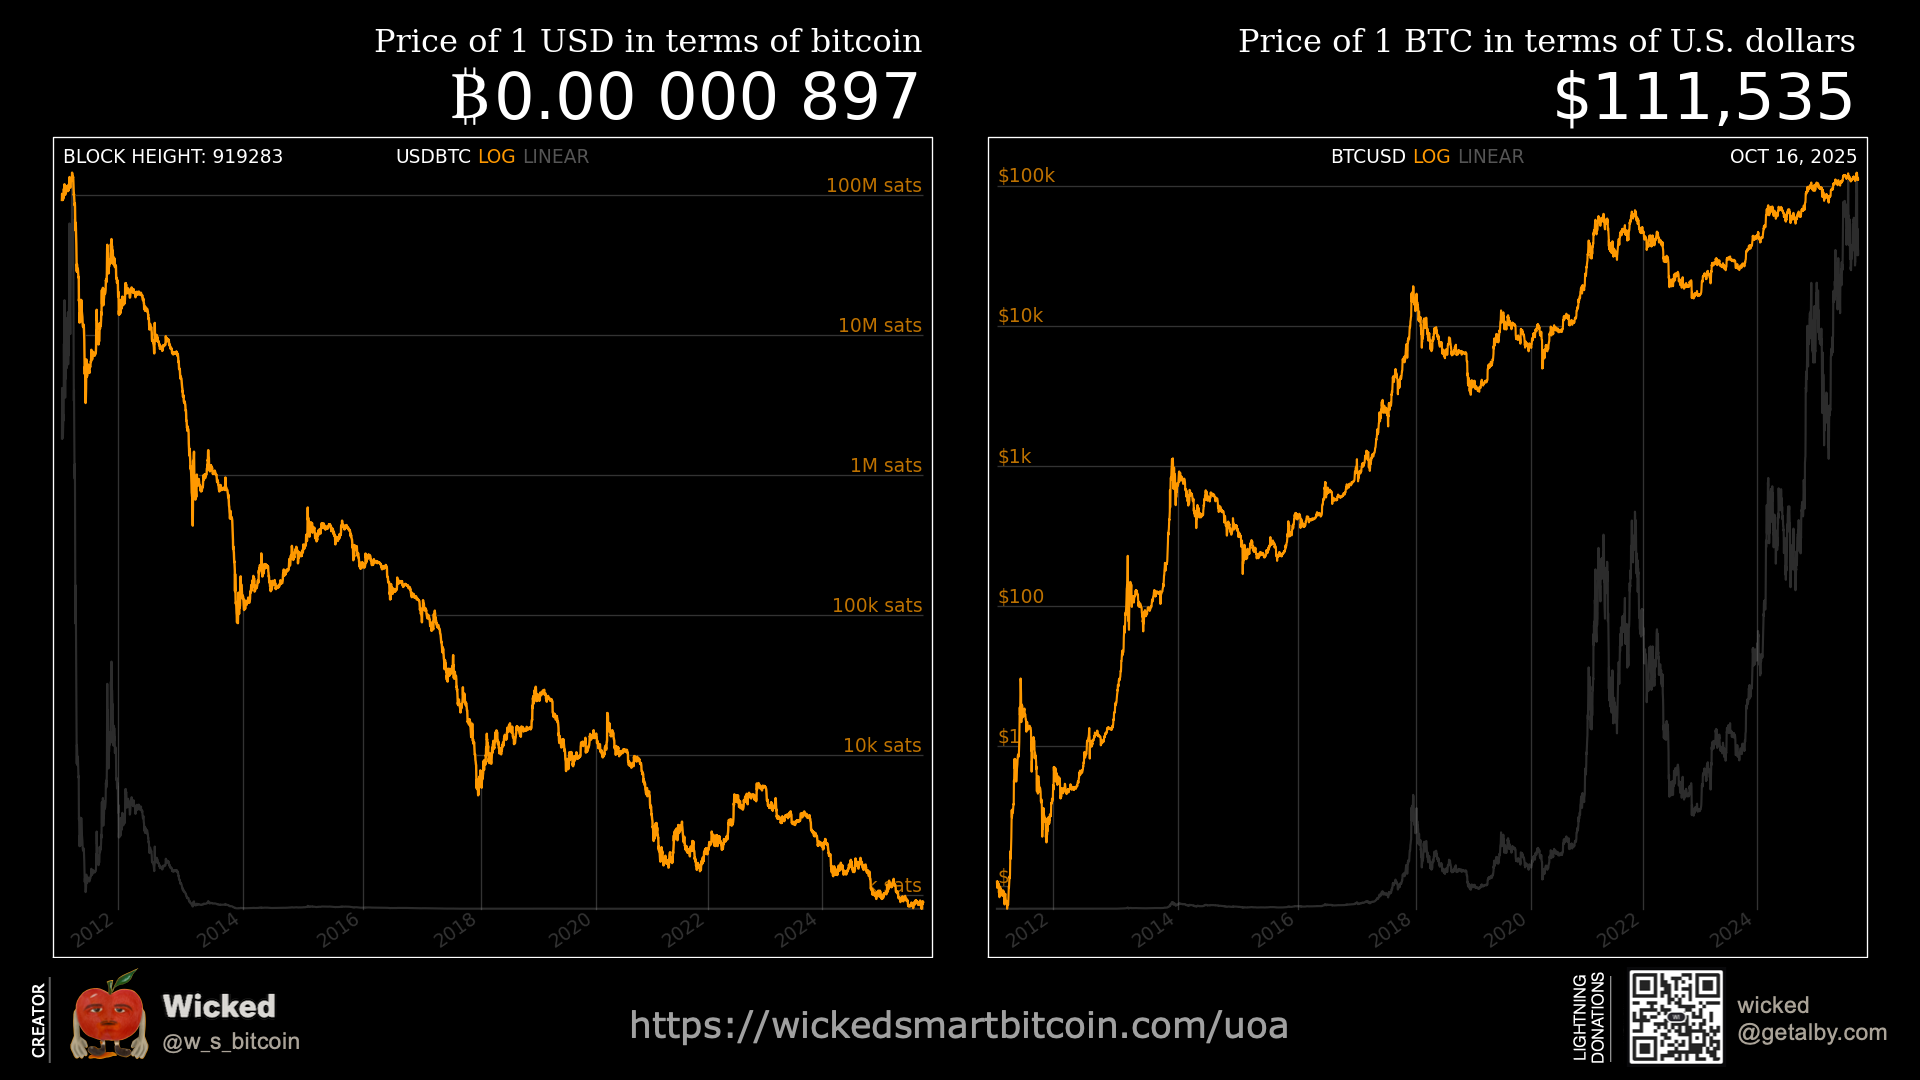 Price of 1 USD in terms of bitcoin
₿0.00 000 897
BLOCK HEIGHT: 919283
USDBTC LOG LINEAR
100M sats
10M sats
1M sats
100k sats
10k sats
sats
2012
2014
2016
2018
2020
2022
2024
Price of 1 BTC in terms of U.S. dollars
$111,535
BTCUSD LOG LINEAR
OCT 16, 2025
$100k
$10k
$1k
$100
$1
$
2012
2014
2016
2018
2020
2022
2024
CREATOR
Wicked
@w_s_bitcoin
https://wickedsmartbitcoin.com/uoa
LIGHTNING
DONATIONS
wicked
@getalby.com